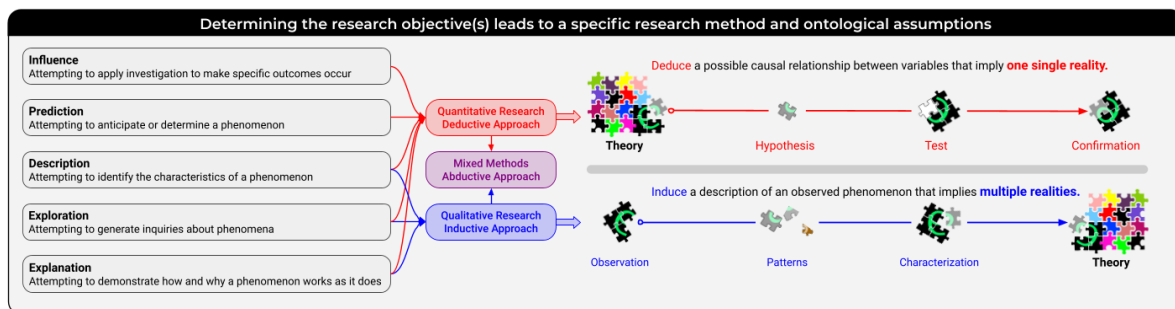 Determining the research objective(s) leads to a specific research method and ontological assumptions
Influence
Attempting to apply investigation to make specific outcomes occur
Prediction
Attempting to anticipate or determine a phenomenon
Description
Attempting to identify the characteristics of a phenomenon
Exploration
Attempting to generate inquiries about phenomena
Explanation
Attempting to demonstrate how and why a phenomenon works as it does
Quantitative Research
Deductive Approach
Mixed Methods
Abductive Approach
Qualitative Research
Inductive Approach
Deduce a possible causal relationship between variables that imply one single reality.
Theory
Hypothesis
Test
Confirmation
Induce a description of an observed phenomenon that implies multiple realities.
Observation
Patterns
Characterization
Theory